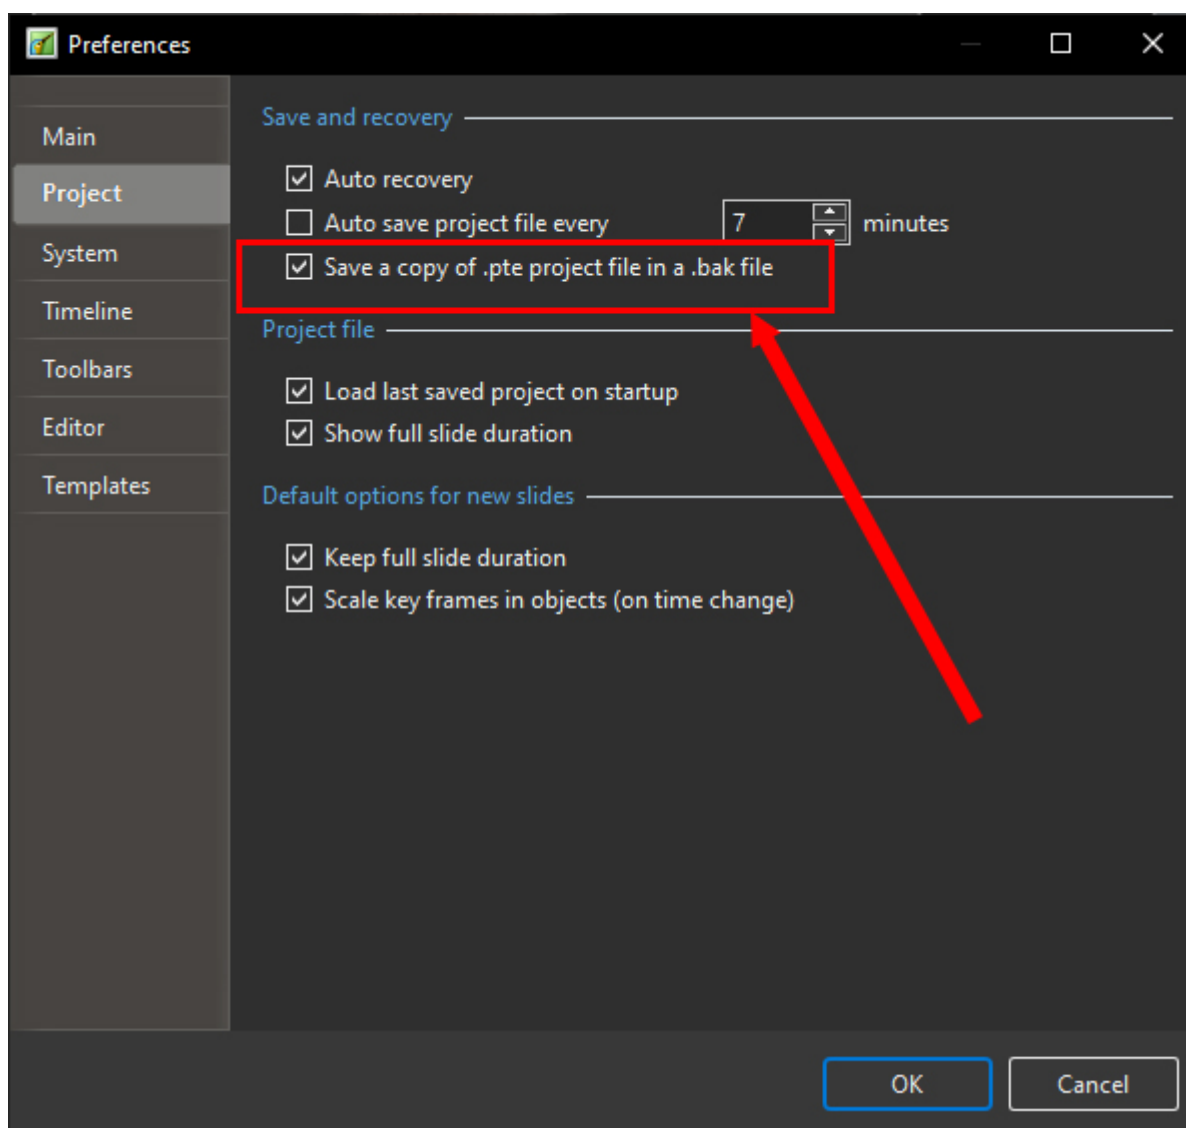 Preferences
Main
Project
System
Timeline
Toolbars
Editor
Templates
Save and recovery
Auto recovery
Auto save project file every 7 minutes
Save a copy of .pte project file in a .bak file
Project file
Load last saved project on startup
Show full slide duration
Default options for new slides
Keep full slide duration
Scale key frames in objects (on time change)
OK Cancel